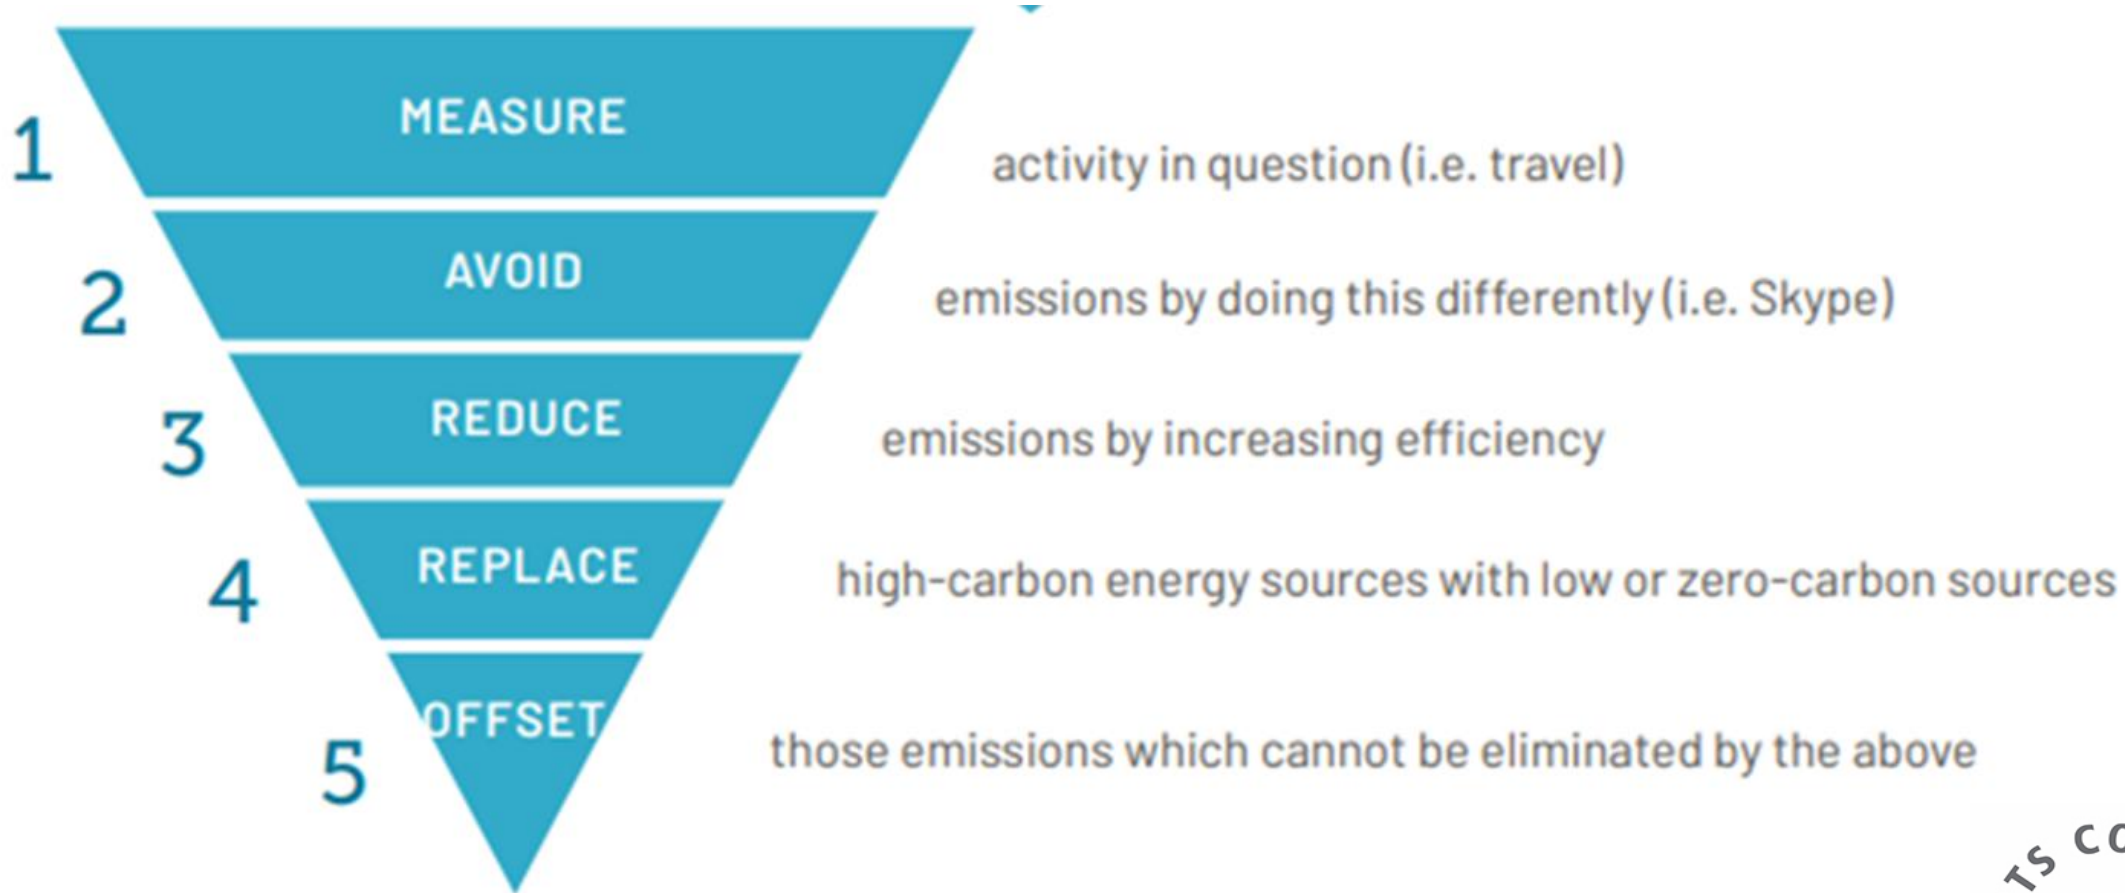 MEASURE
1
activity in question (i.e. travel)
AVOID
2
emissions by doing this differently (i.e. Skype)
REDUCE
3
emissions by increasing efficiency
REPLACE
4
high-carbon energy sources with low or zero-carbon sources
OFFSET
5
those emissions which cannot be eliminated by the above
TS CO